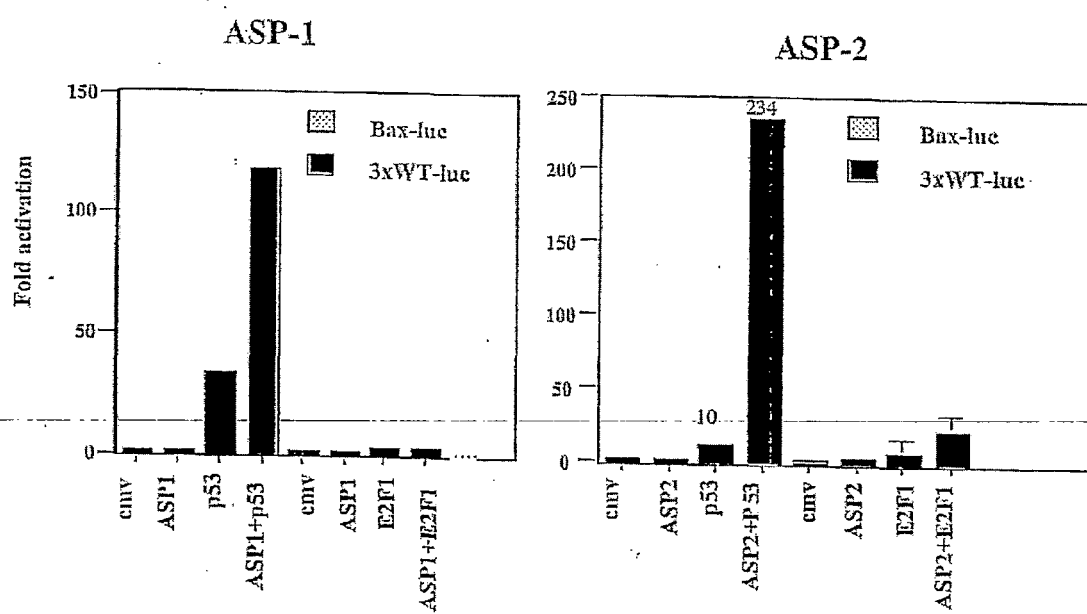 ASP-1
150
100
50
0
Fold activation
Bax-luc
3xWT-luc
cmv
ASP1
p53
ASP1+p53
cmv
ASP1
E2F1
ASP1+E2F1
ASP-2
250
200
150
100
50
0
234
10
Bax-luc
3xWT-luc
cmv
ASP2
p53
ASP2+P53
cmv
ASP2
E2F1
ASP2+E2F1